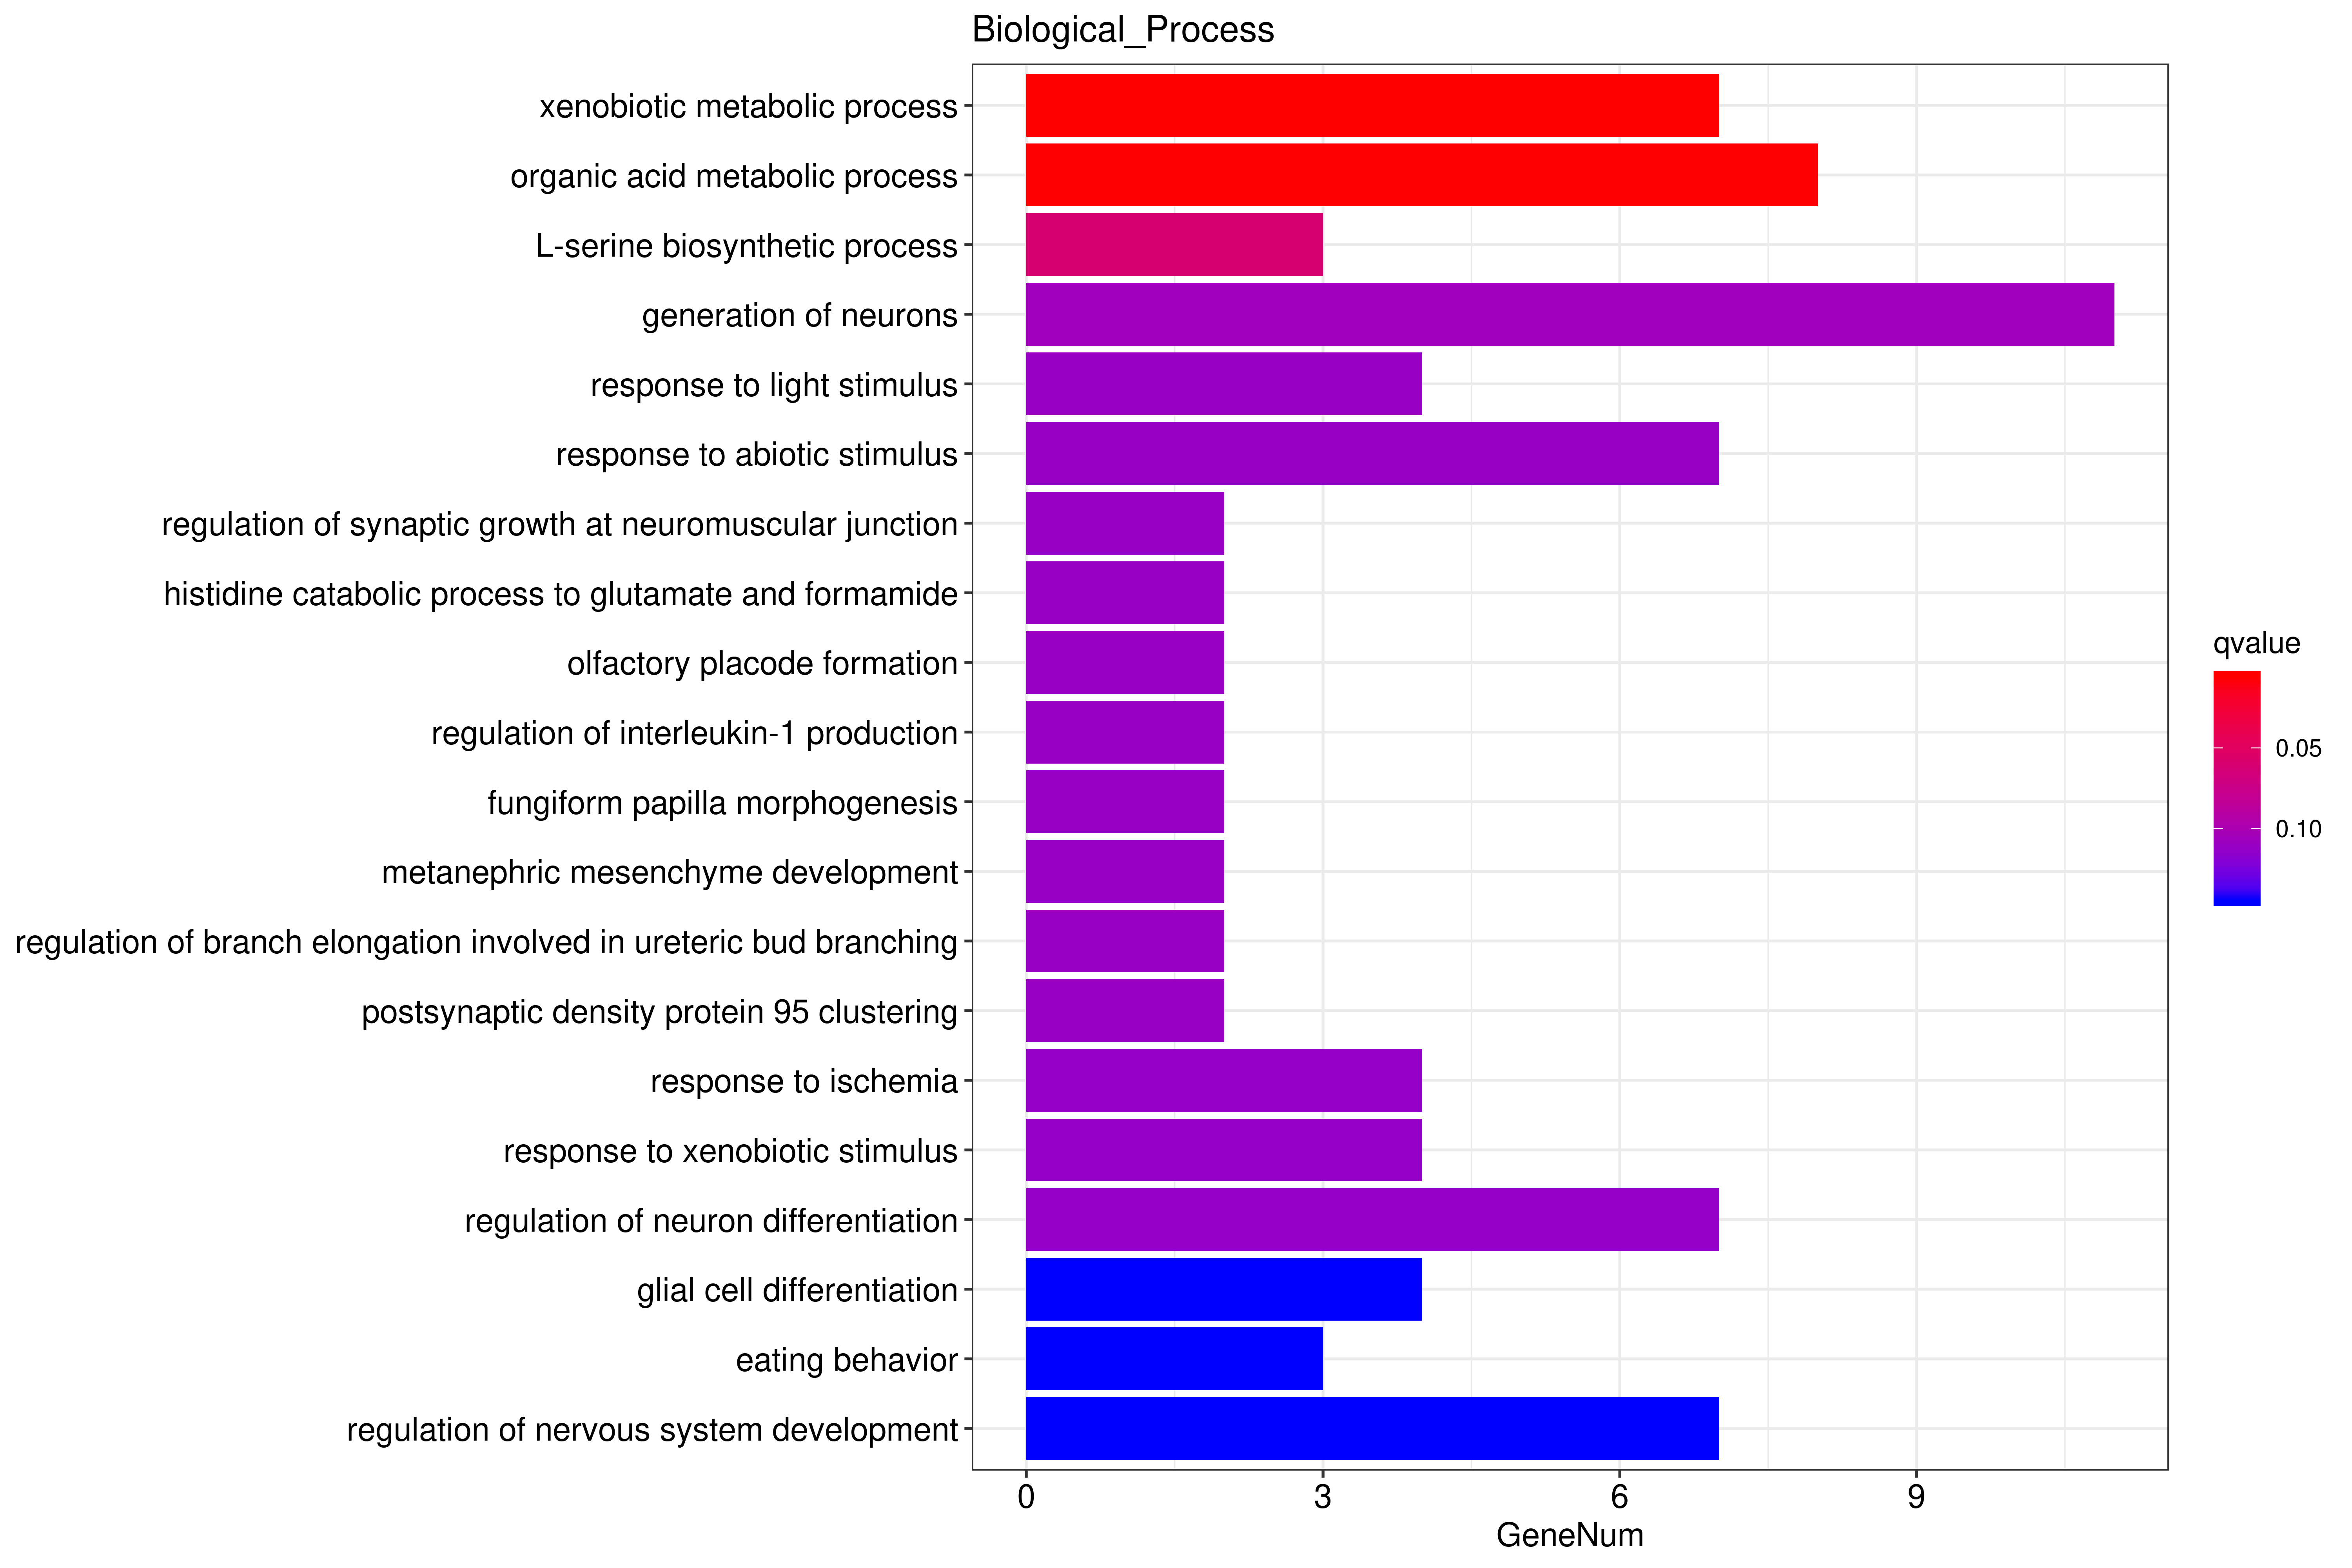 Biological_Process
xenobiotic metabolic process
organic acid metabolic process
L-serine biosynthetic process
generation of neurons
response to light stimulus
response to abiotic stimulus
regulation of synaptic growth at neuromuscular junction
histidine catabolic process to glutamate and formamide
olfactory placode formation
regulation of interleukin-1 production
fungiform papilla morphogenesis
metanephric mesenchyme development
regulation of branch elongation involved in ureteric bud branching
postsynaptic density protein 95 clustering
response to ischemia
response to xenobiotic stimulus
regulation of neuron differentiation
glial cell differentiation
eating behavior
regulation of nervous system development
0 3 6 9
GeneNum
qvalue
0.05
0.10